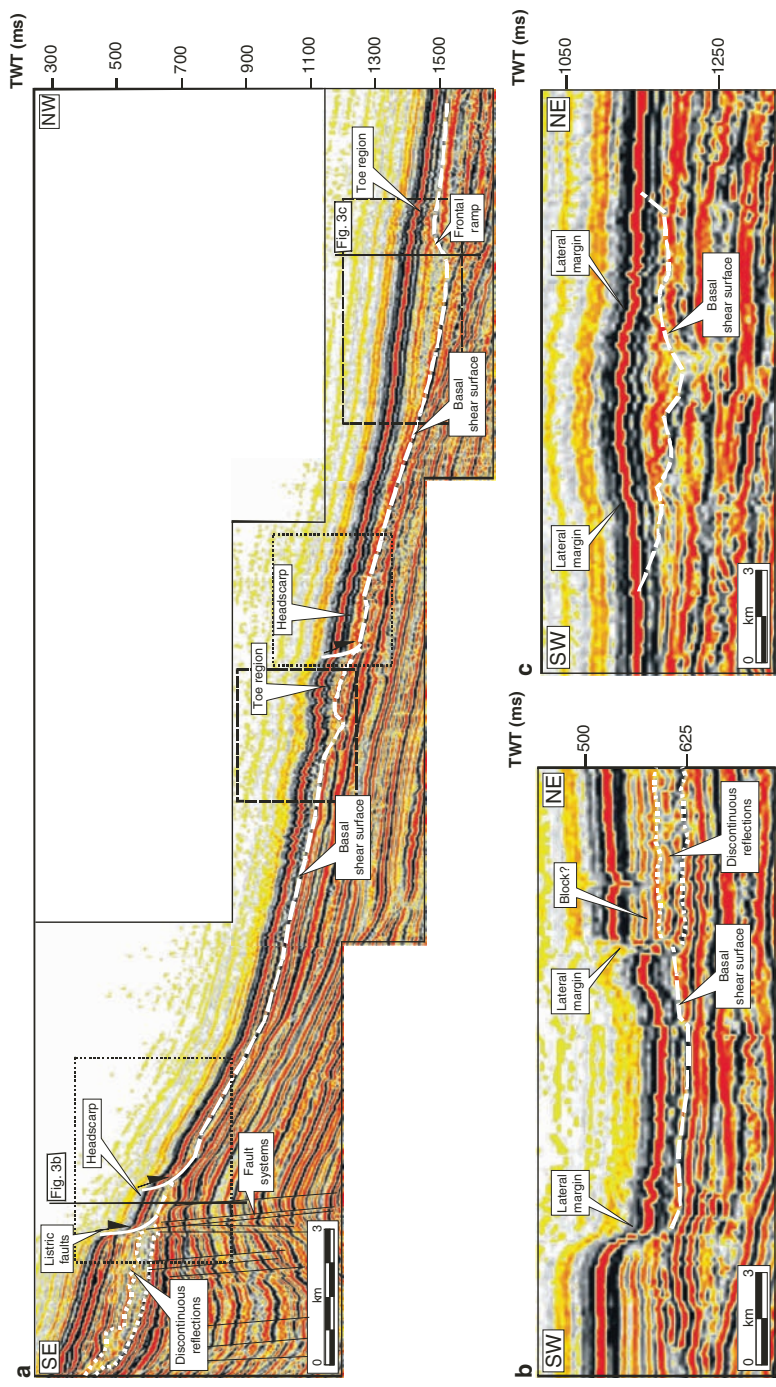 a
SE
NW
TWT (ms)
300
500
700
900
1100
1300
1500
Listric
faults
Fig. 3b
Headscarp
Discontinuous
reflections
Fault
systems
0
km
3
Basal
shear surface
Toe region
Headscarp
Basal
shear surface
Fig. 3c
Toe region
Frontal
ramp
b
SW
NE
TWT (ms)
500
625
Lateral
margin
Lateral
margin
Block?
Basal
shear surface
Discontinuous
reflections
0
km
3
c
SW
NE
TWT (ms)
1050
1250
Lateral
margin
Lateral
margin
Basal
shear surface
0
km
3